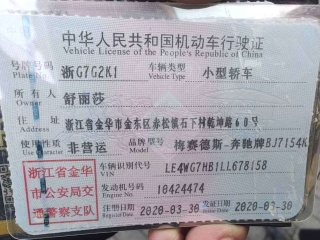 中华人民共和国机动车行驶证
Vehicle License of the People's Republic of China
号牌号码 浙G7G2K1 车辆类型 小型轿车
Plate No. Vehicle Type
所有人 舒丽莎
Owner
住址 浙江省金华市金东区赤松镇石下村乾坤路60号
Address
使用性质 非营运 品牌型号 梅赛德斯-奔驰牌BJ7154K
浙江省金华
市公安局交
通警察支队
车辆识别代号 LE4WG7HB1LL678158
VIN
发动机号码 10424474
Engine No.
注册日期 2020-03-30 发证日期 2020-03-30
Register Date Issue Date